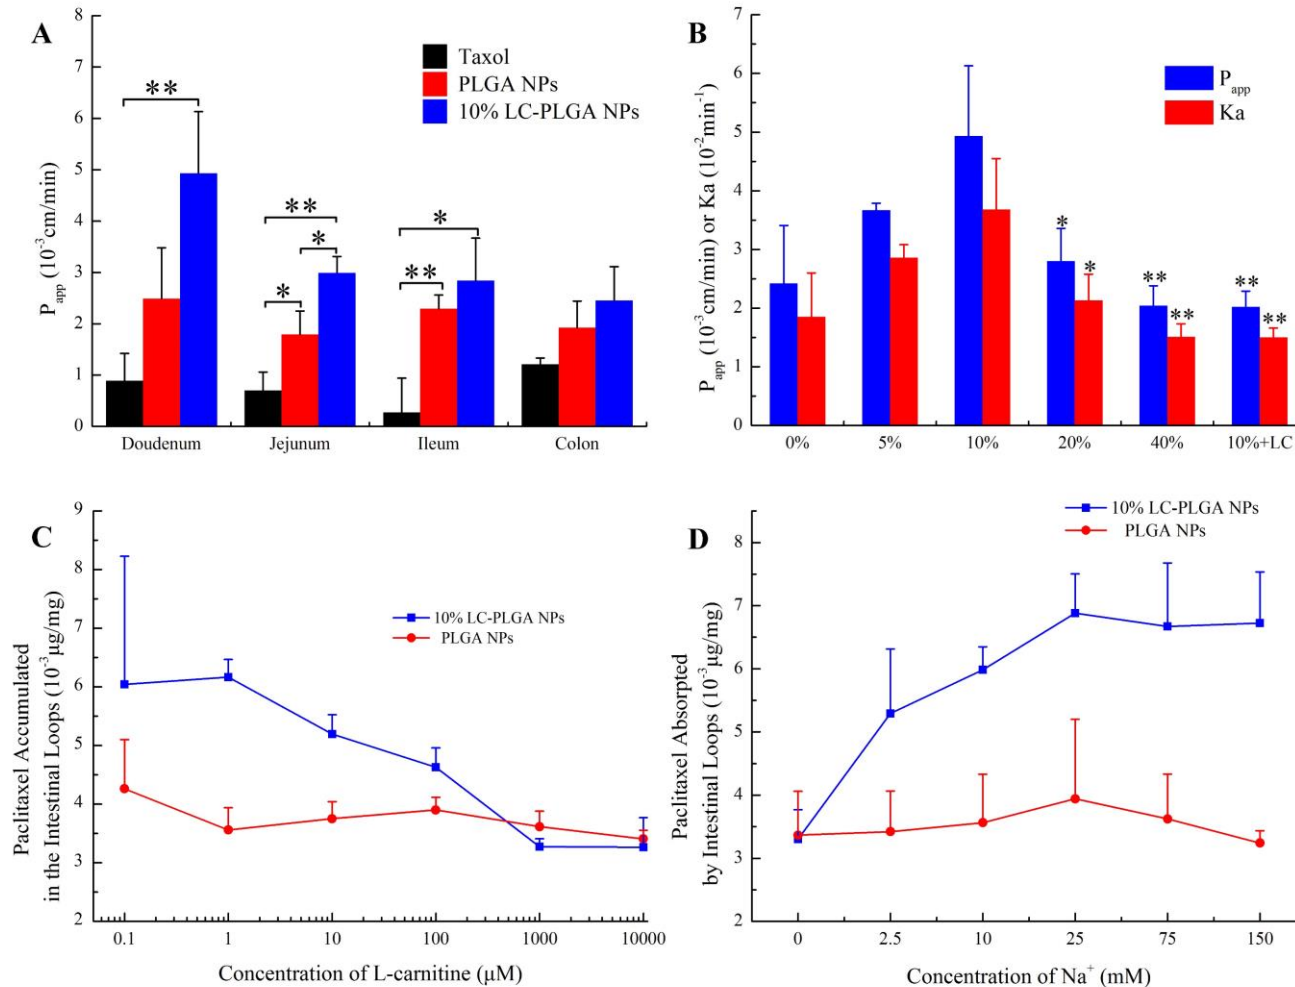 A
Taxol
PLGA NPs
10% LC-PLGA NPs
**
**
*
*
*
**
P_app (10^-3cm/min)
8
7
6
5
4
3
2
1
0
Doudenum Jejunum Ileum Colon
B
P_app
Ka
*
*
**
**
**
**
P_app (10^-3cm/min) or Ka (10^-2min^-1)
7
6
5
4
3
2
1
0
0% 5% 10% 20% 40% 10%+LC
C
10% LC-PLGA NPs
PLGA NPs
Paclitaxel Accumulated
in the Intestinal Loops (10^-3μg/mg)
9
8
7
6
5
4
3
2
0.1 1 10 100 1000 10000
Concentration of L-carnitine (μM)
D
10% LC-PLGA NPs
PLGA NPs
Paclitaxel Absorpted
by Intestinal Loops (10^-3μg/mg)
8
7
6
5
4
3
2
0 2.5 10 25 75 150
Concentration of Na^+ (mM)